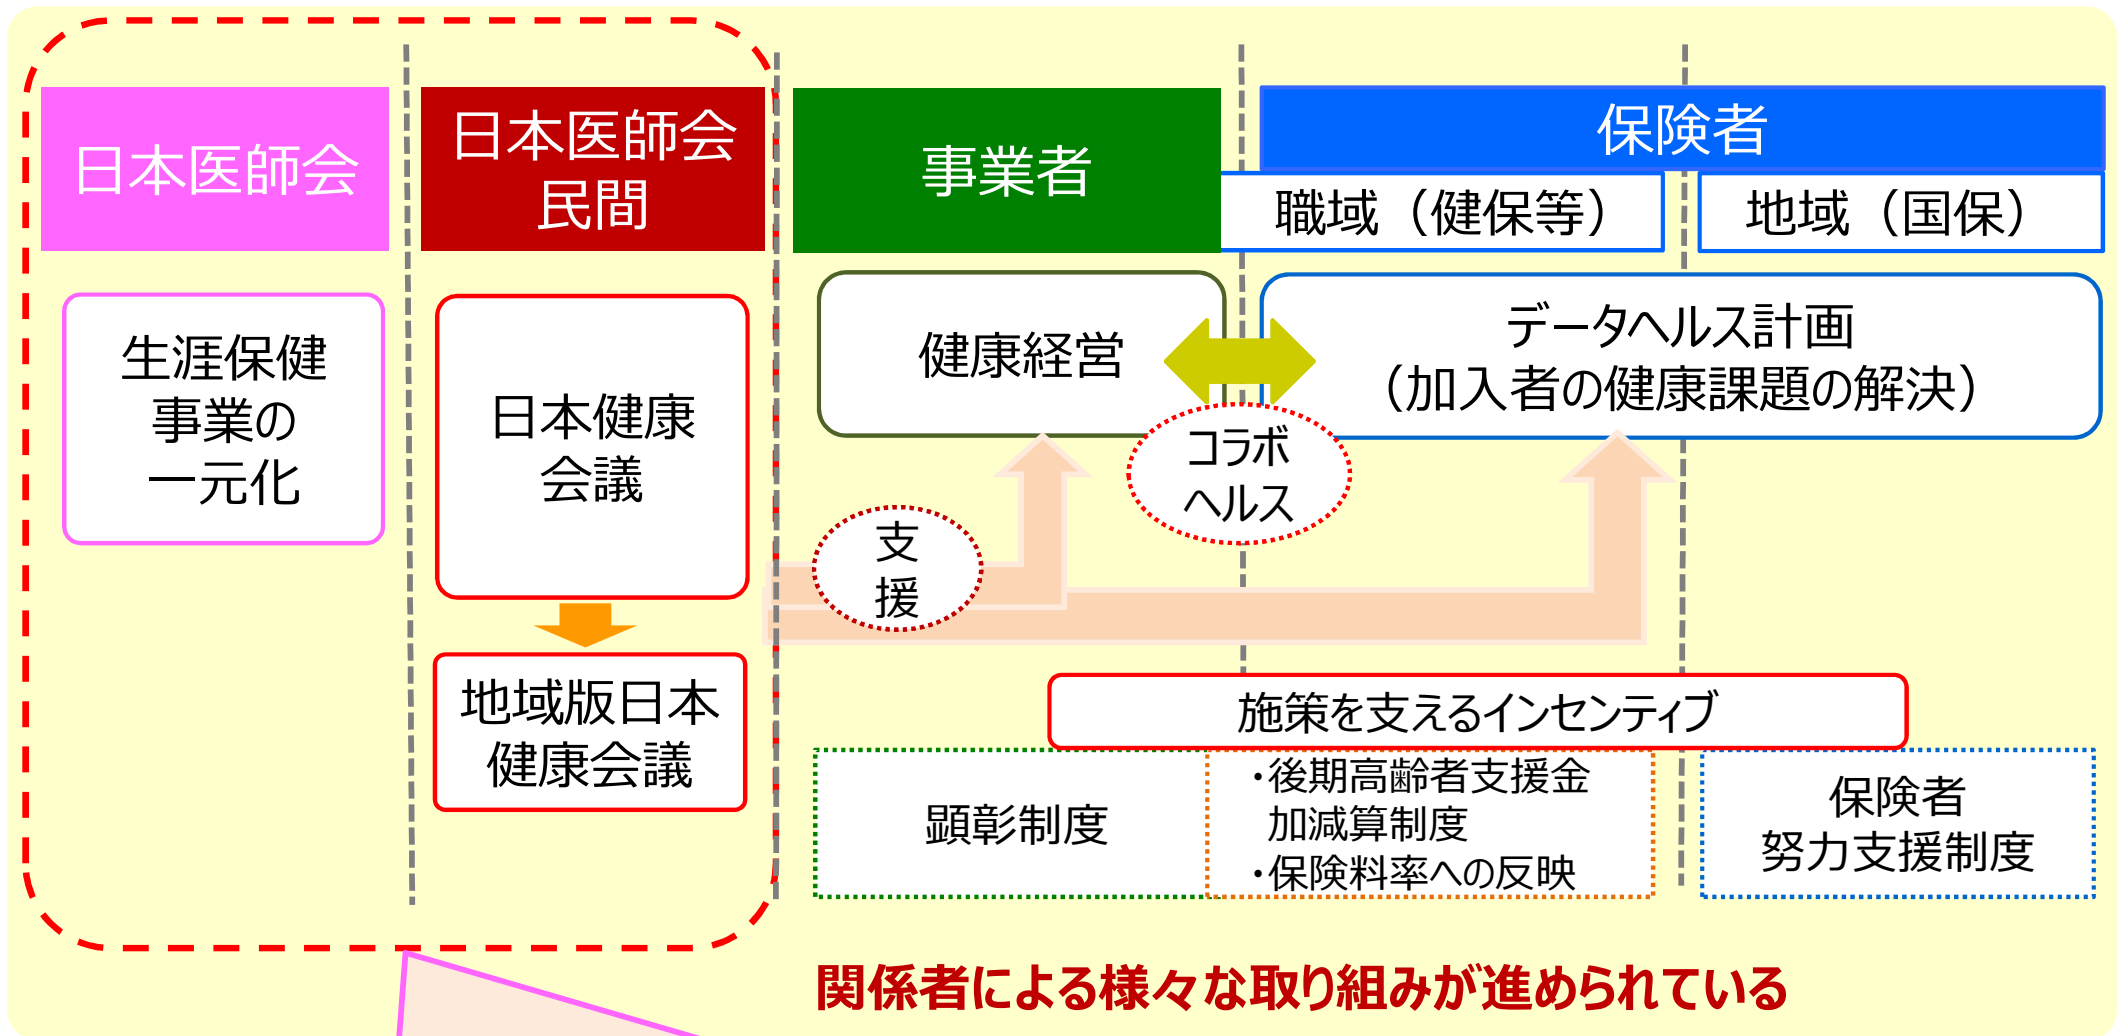 日本医師会
日本医師会
民間
事業者
保険者
職域（健保等）
地域（国保）
生涯保健
事業の
一元化
日本健康
会議
地域版日本
健康会議
健康経営
データヘルス計画
（加入者の健康課題の解決）
コラボ
ヘルス
支
援
施策を支えるインセンティブ
顕彰制度
・後期高齢者支援金
加減算制度
・保険料率への反映
保険者
努力支援制度
関係者による様々な取り組みが進められている